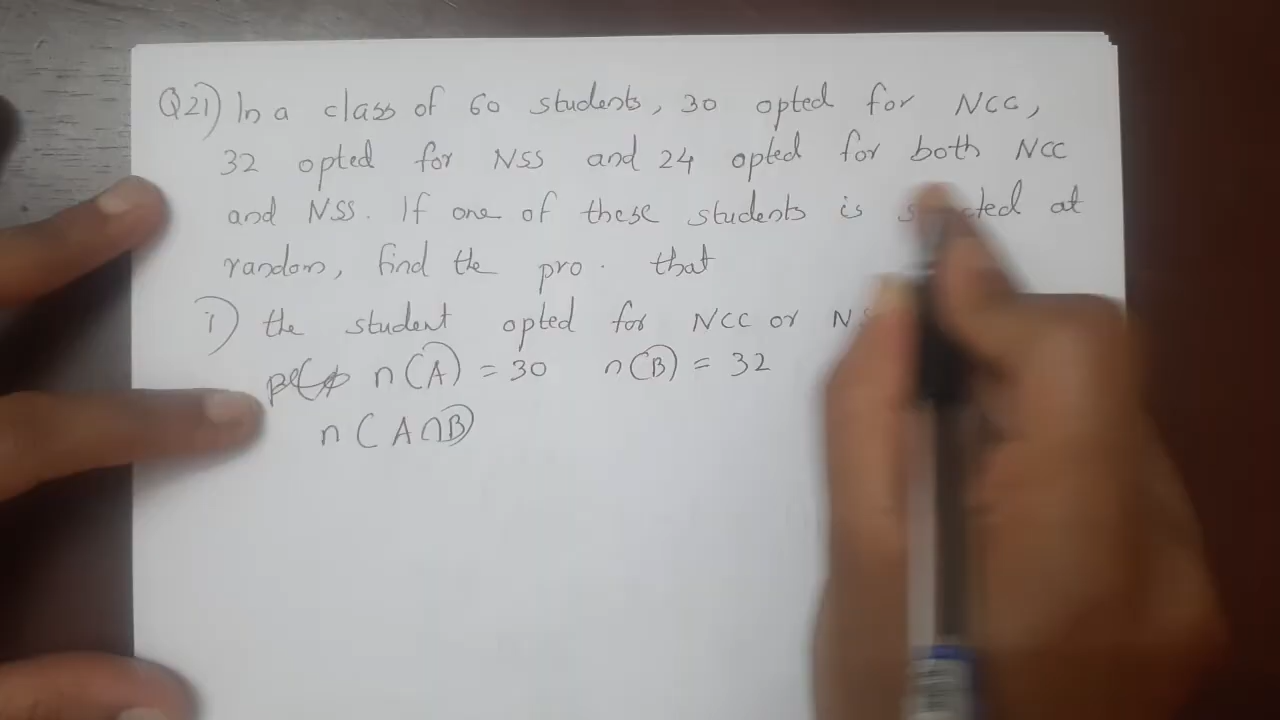 Q21) In a class of 60 students, 30 opted for NCC,
32 opted for NSS and 24 opted for both NCC
and NSS. If one of these students is at
random, find the pro. that
i) the student opted for NCC or
n(A) = 30 n(B) = 32
n(A∩B)